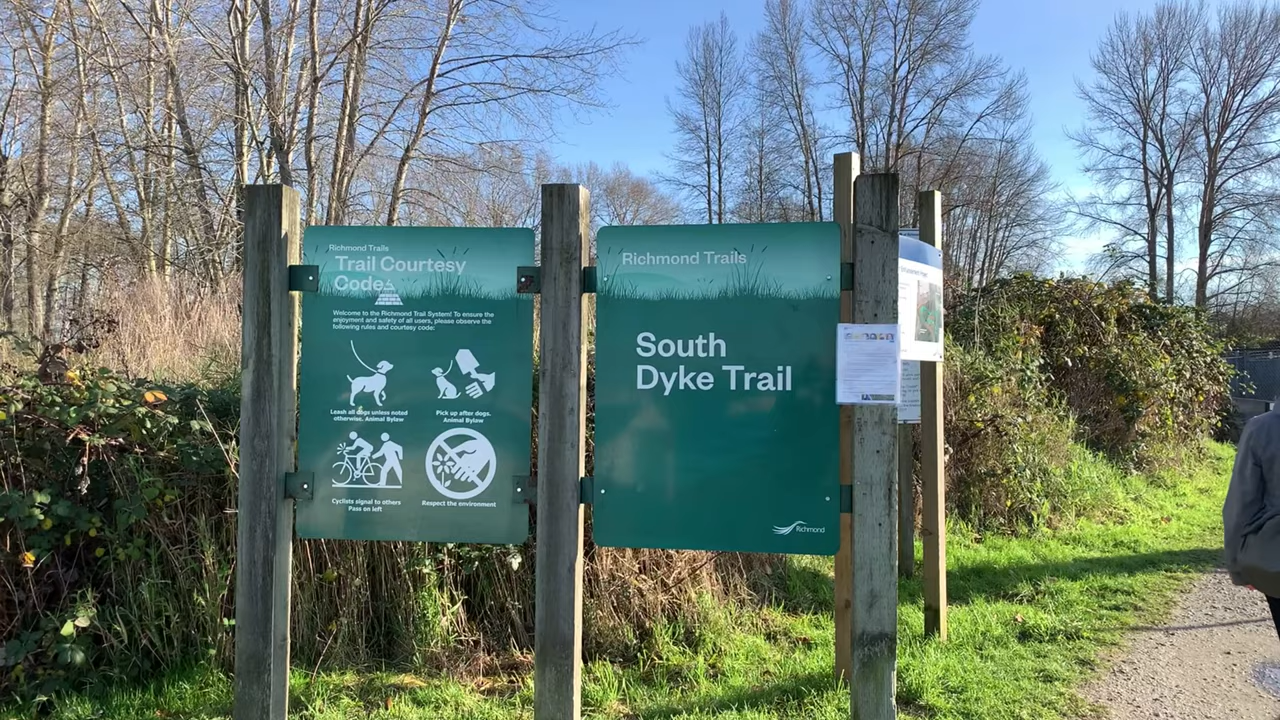 Richmond Trails
Trail Courtesy
Code
Welcome to the Richmond Trail System! To ensure the
enjoyment and safety of all users, please observe the
following rules and courtesy code:
Leash all dogs unless noted
otherwise. Animal Bylaw
Pick up after dogs.
Animal Bylaw
Cyclists signal to others
Pass on left
Respect the environment
Richmond Trails
South
Dyke Trail
Richmond